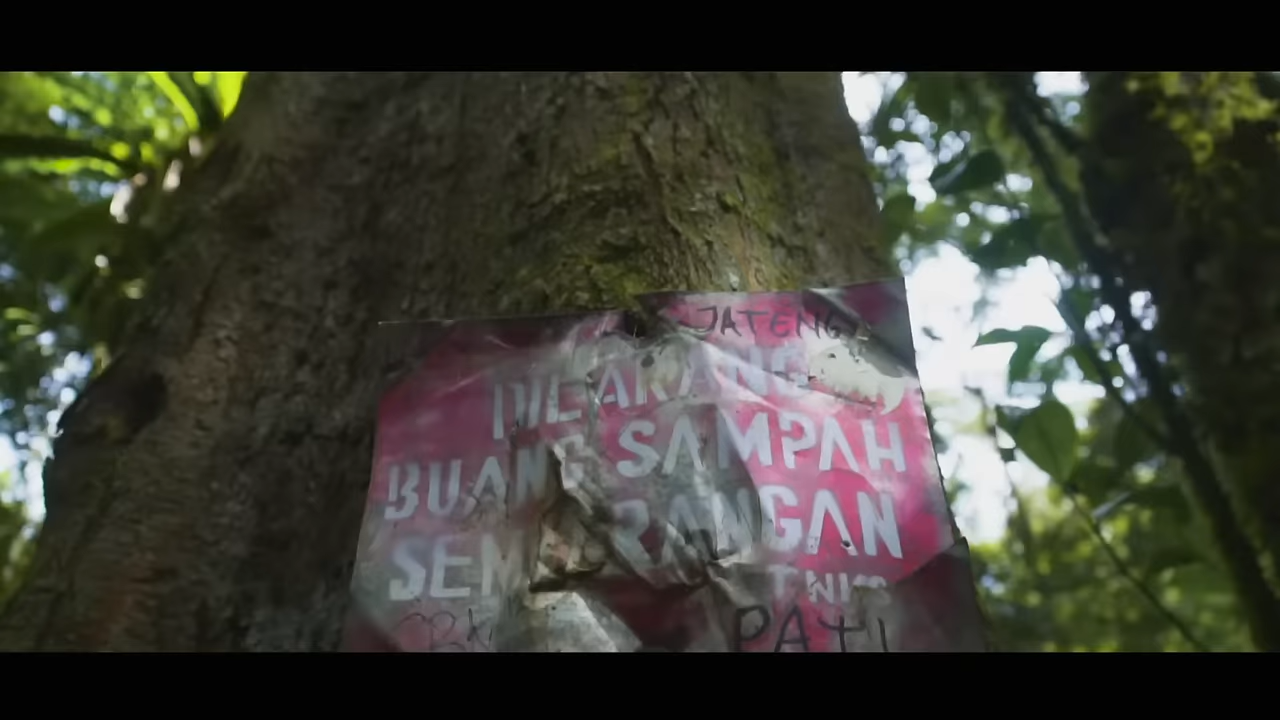 JATENG
DILARANG
BUANG SAMPAH
SEMBARANGAN
PATI